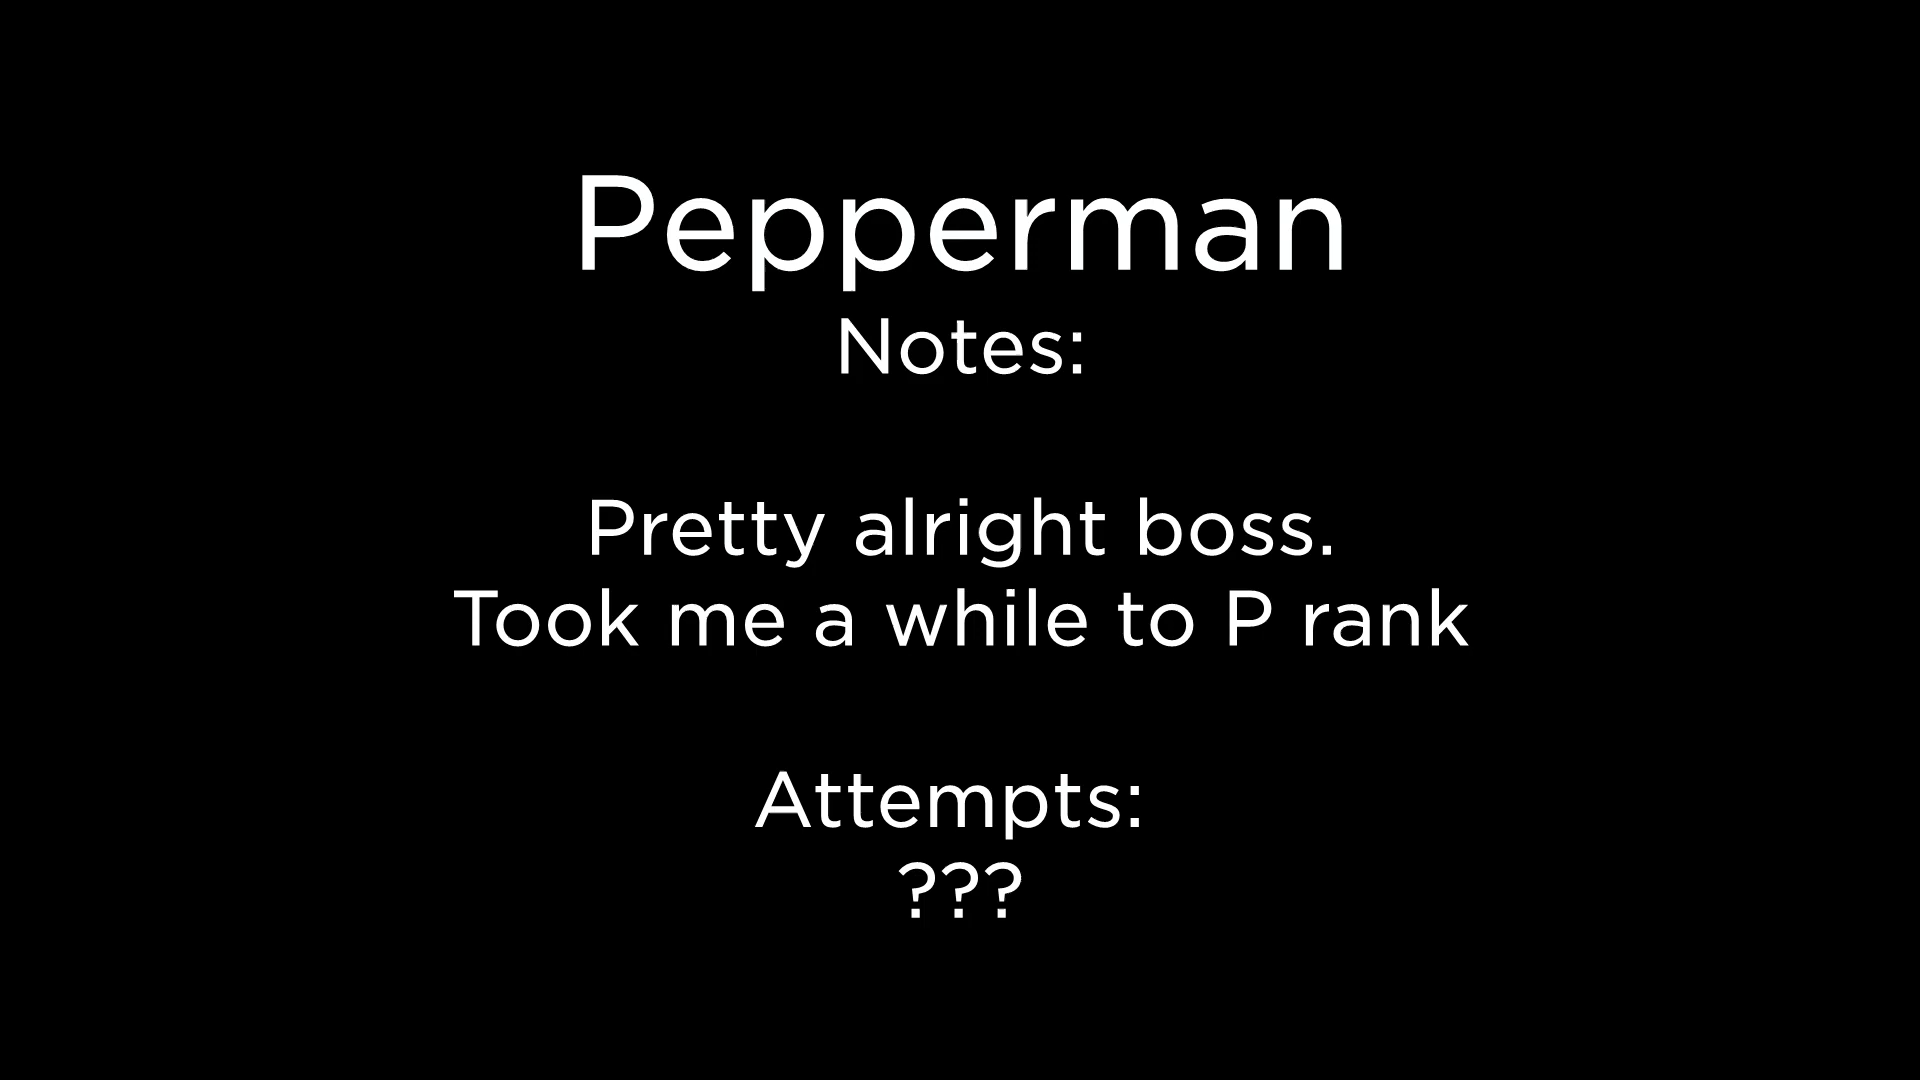 Pepperman
Notes:
Pretty alright boss.
Took me a while to P rank
Attempts:
???